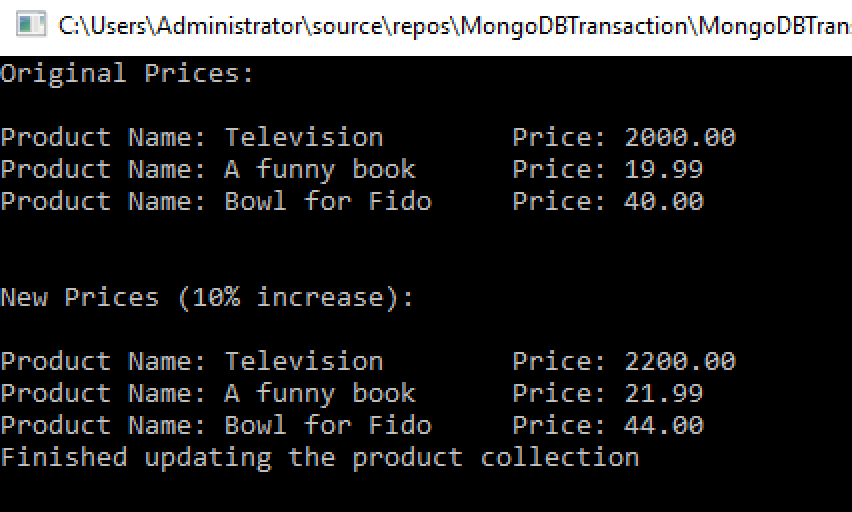 C:\Users\Administrator\source\repos\MongoDBTransaction\MongoDBTrans
Original Prices:
Product Name: Television Price: 2000.00
Product Name: A funny book Price: 19.99
Product Name: Bowl for Fido Price: 40.00
New Prices (10% increase):
Product Name: Television Price: 2200.00
Product Name: A funny book Price: 21.99
Product Name: Bowl for Fido Price: 44.00
Finished updating the product collection